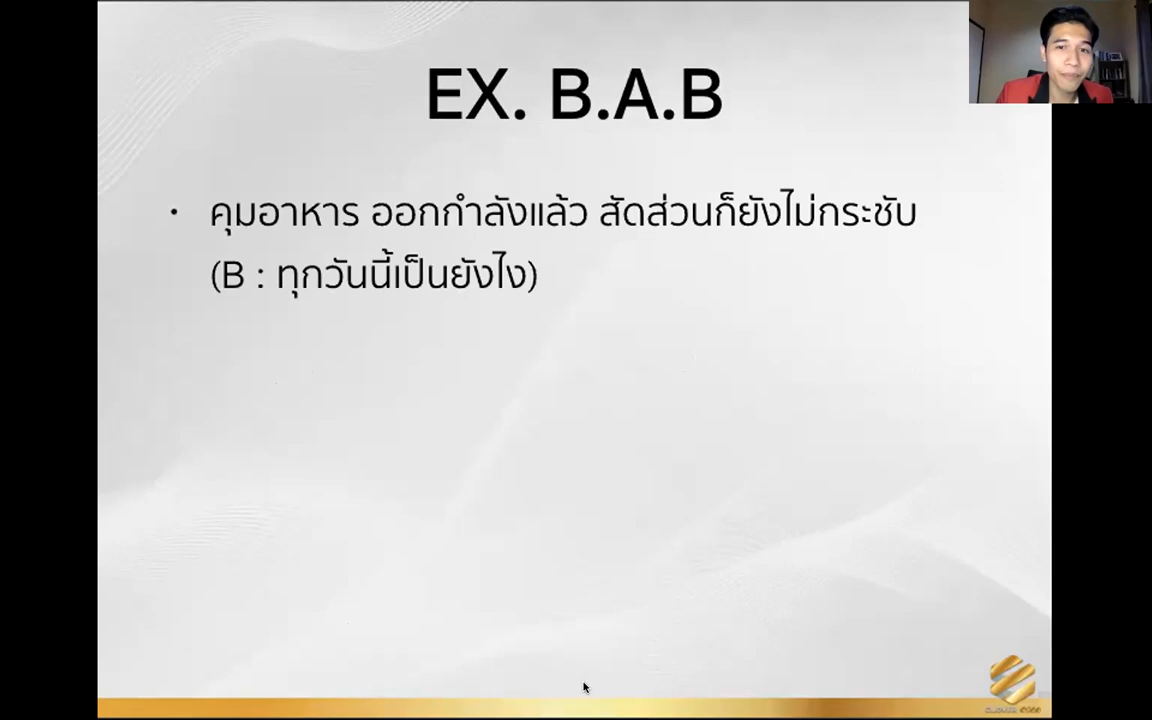 EX. B.A.B
• คุมอาหาร ออกกำลังแล้ว สัดส่วนก็ยังไม่กระชับ
(B : ทุกวันนี้เป็นยังไง)